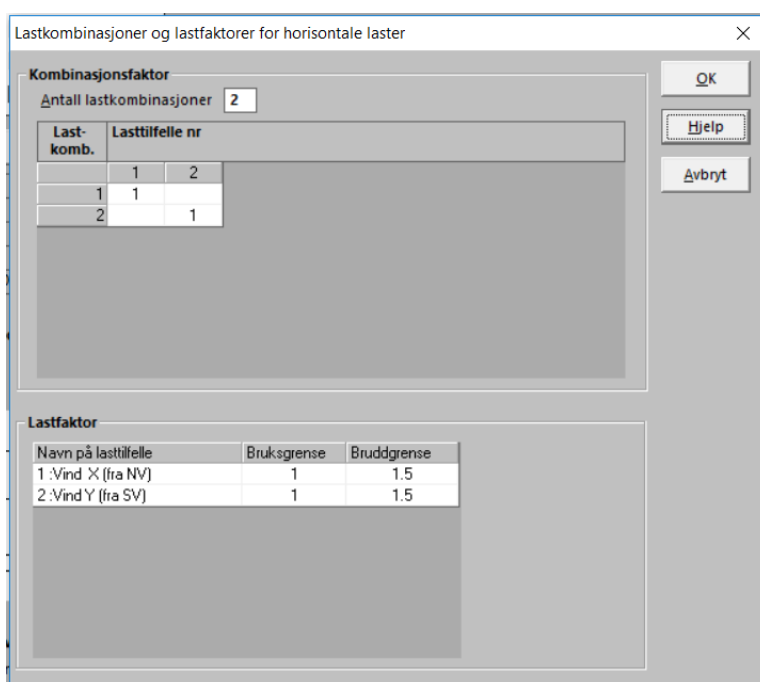 Lastkombinasjoner og lastfaktorer for horisontale laster
Kombinasjonsfaktor
Antall lastkombinasjoner 2
Last-komb. Lasttilfelle nr
1 2
1 1
2 1
OK
Hjelp
Avbryt
Lastfaktor
Navn på lasttilfelle Bruksgrense Bruddgrense
1 :Vind X (fra NV) 1 1.5
2 :Vind Y (fra SV) 1 1.5